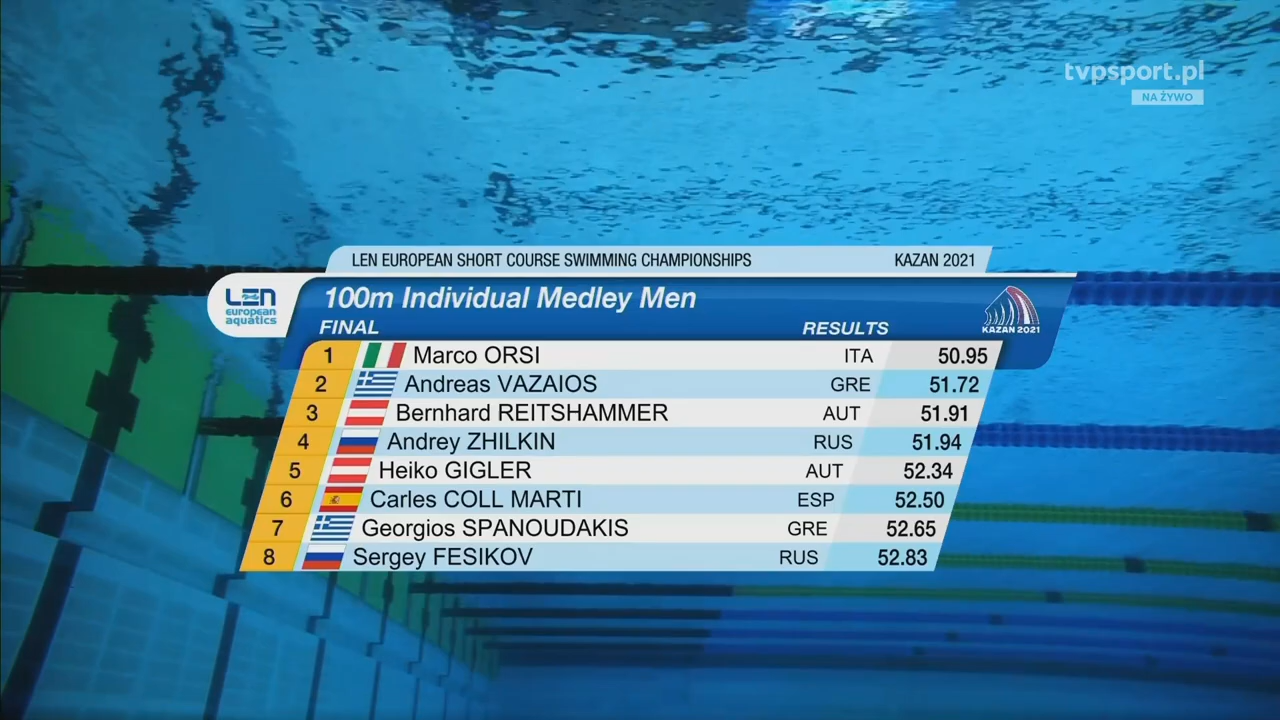 tvpsport.pl
NA ŻYWO
LEN EUROPEAN SHORT COURSE SWIMMING CHAMPIONSHIPS KAZAN 2021
LEN european aquatics
100m Individual Medley Men
KAZAN 2021
FINAL RESULTS
1 Marco ORSI ITA 50.95
2 Andreas VAZAIOS GRE 51.72
3 Bernhard REITSHAMMER AUT 51.91
4 Andrey ZHILKIN RUS 51.94
5 Heiko GIGLER AUT 52.34
6 Carles COLL MARTI ESP 52.50
7 Georgios SPANOUDAKIS GRE 52.65
8 Sergey FESIKOV RUS 52.83